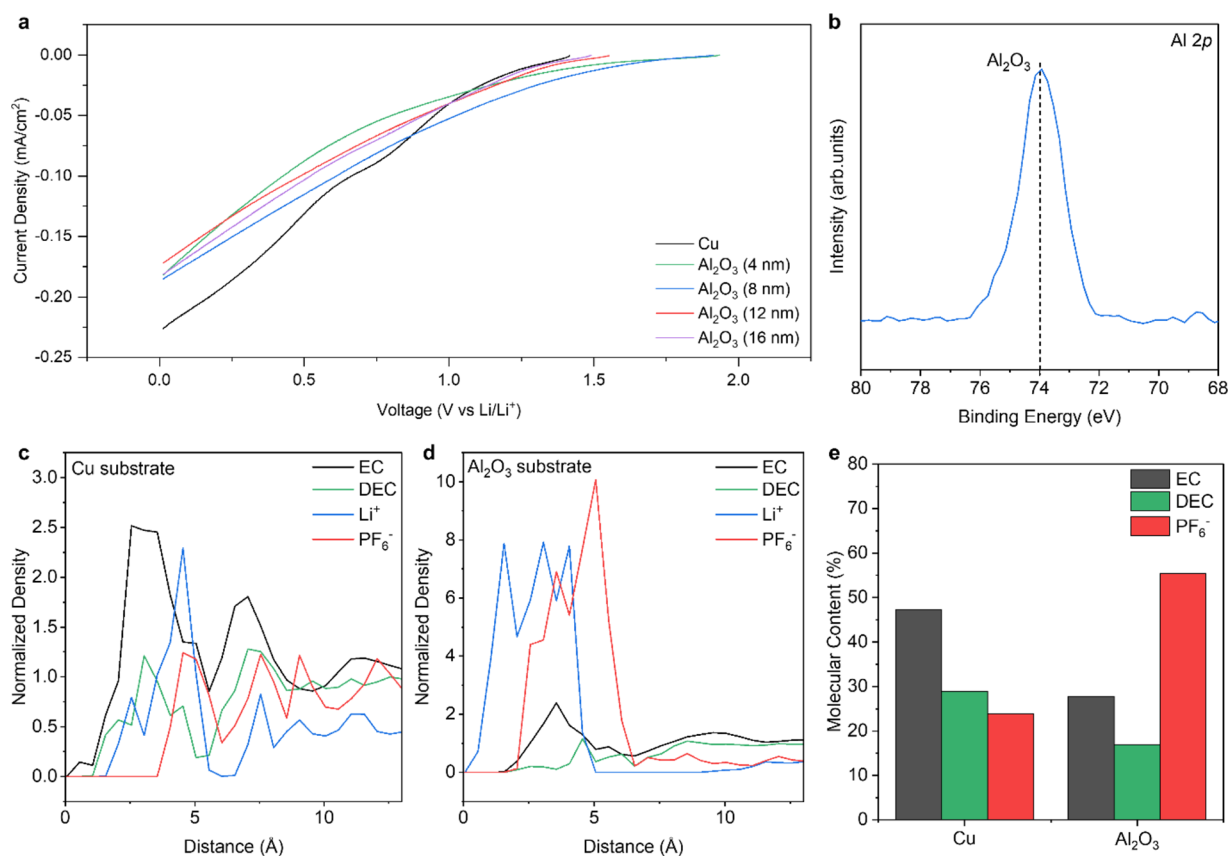 a
0.00
-0.05
-0.10
-0.15
-0.20
-0.25
Current Density (mA/cm²)
0.0
0.5
1.0
1.5
2.0
Voltage (V vs Li/Li⁺)
Cu
Al₂O₃ (4 nm)
Al₂O₃ (8 nm)
Al₂O₃ (12 nm)
Al₂O₃ (16 nm)
b
Al 2p
Al₂O₃
Intensity (arb.units)
80
78
76
74
72
70
68
Binding Energy (eV)
c
Cu substrate
EC
DEC
Li⁺
PF₆⁻
3.0
2.5
2.0
1.5
1.0
0.5
0.0
Normalized Density
0
5
10
Distance (Å)
d
Al₂O₃ substrate
EC
DEC
Li⁺
PF₆⁻
10
8
6
4
2
0
Normalized Density
0
5
10
Distance (Å)
e
EC
DEC
PF₆⁻
80
70
60
50
40
30
20
10
0
Molecular Content (%)
Cu
Al₂O₃